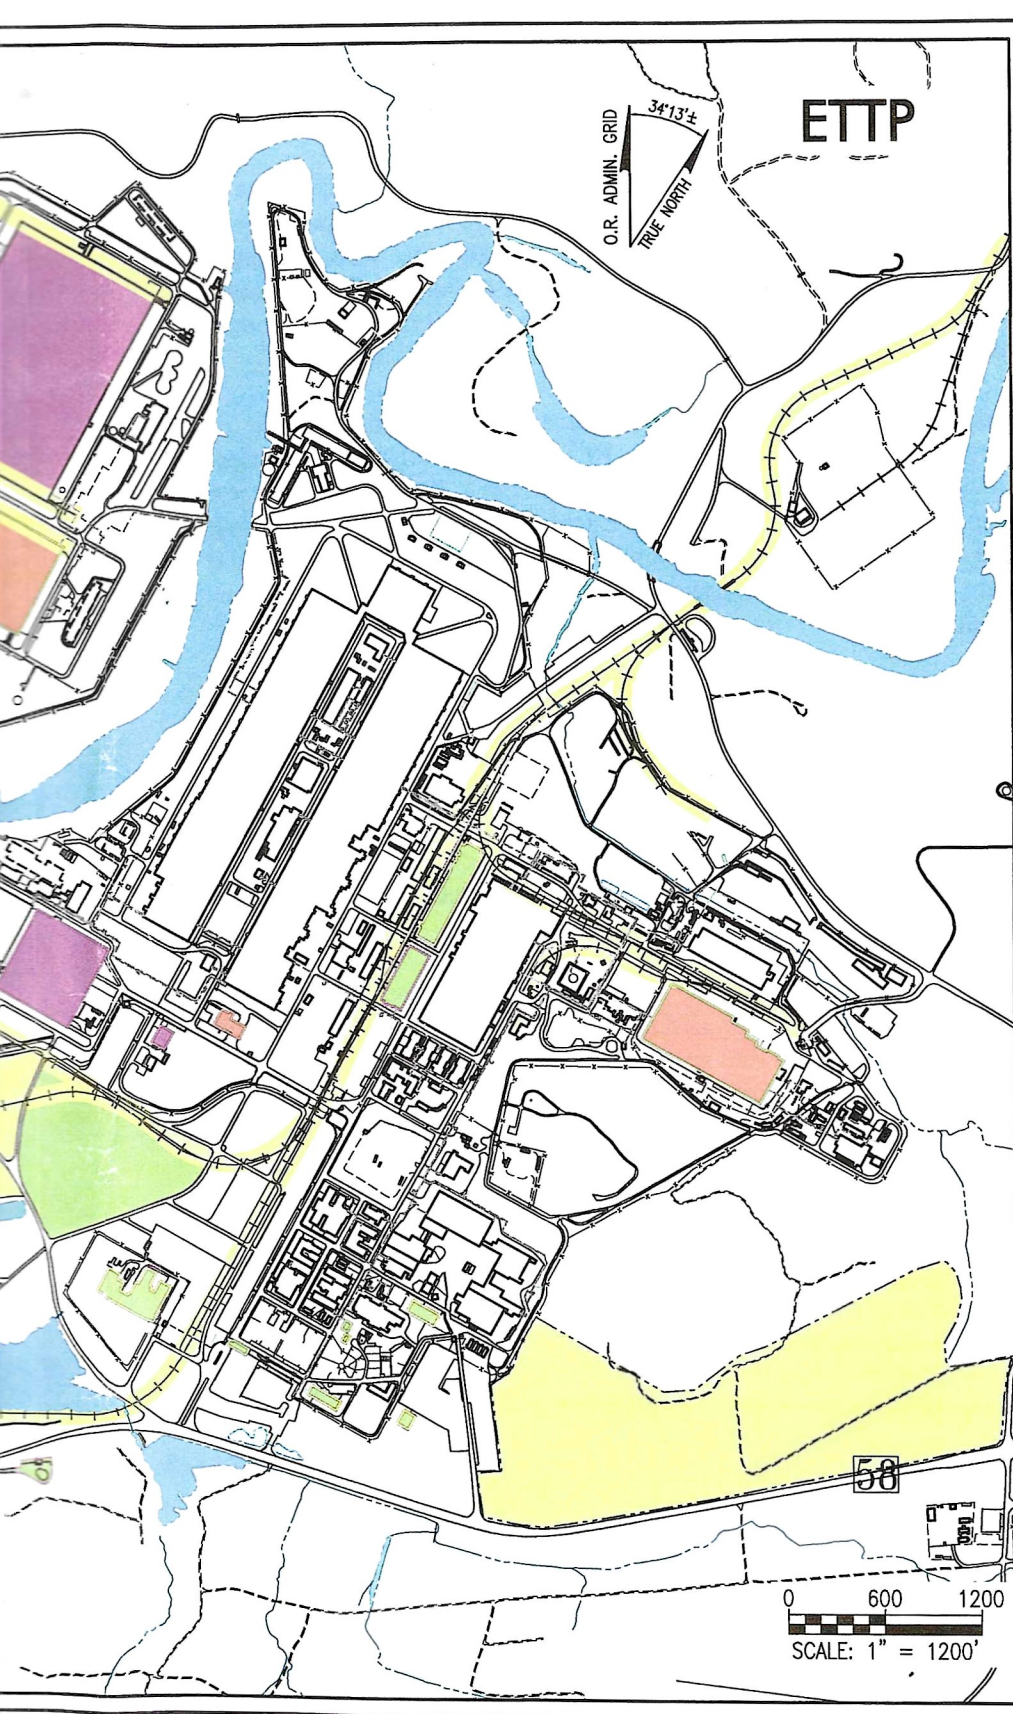 ETTP
34°13'±
O.R. ADMIN. GRID
TRUE NORTH
58
0 600 1200
SCALE: 1" = 1200'